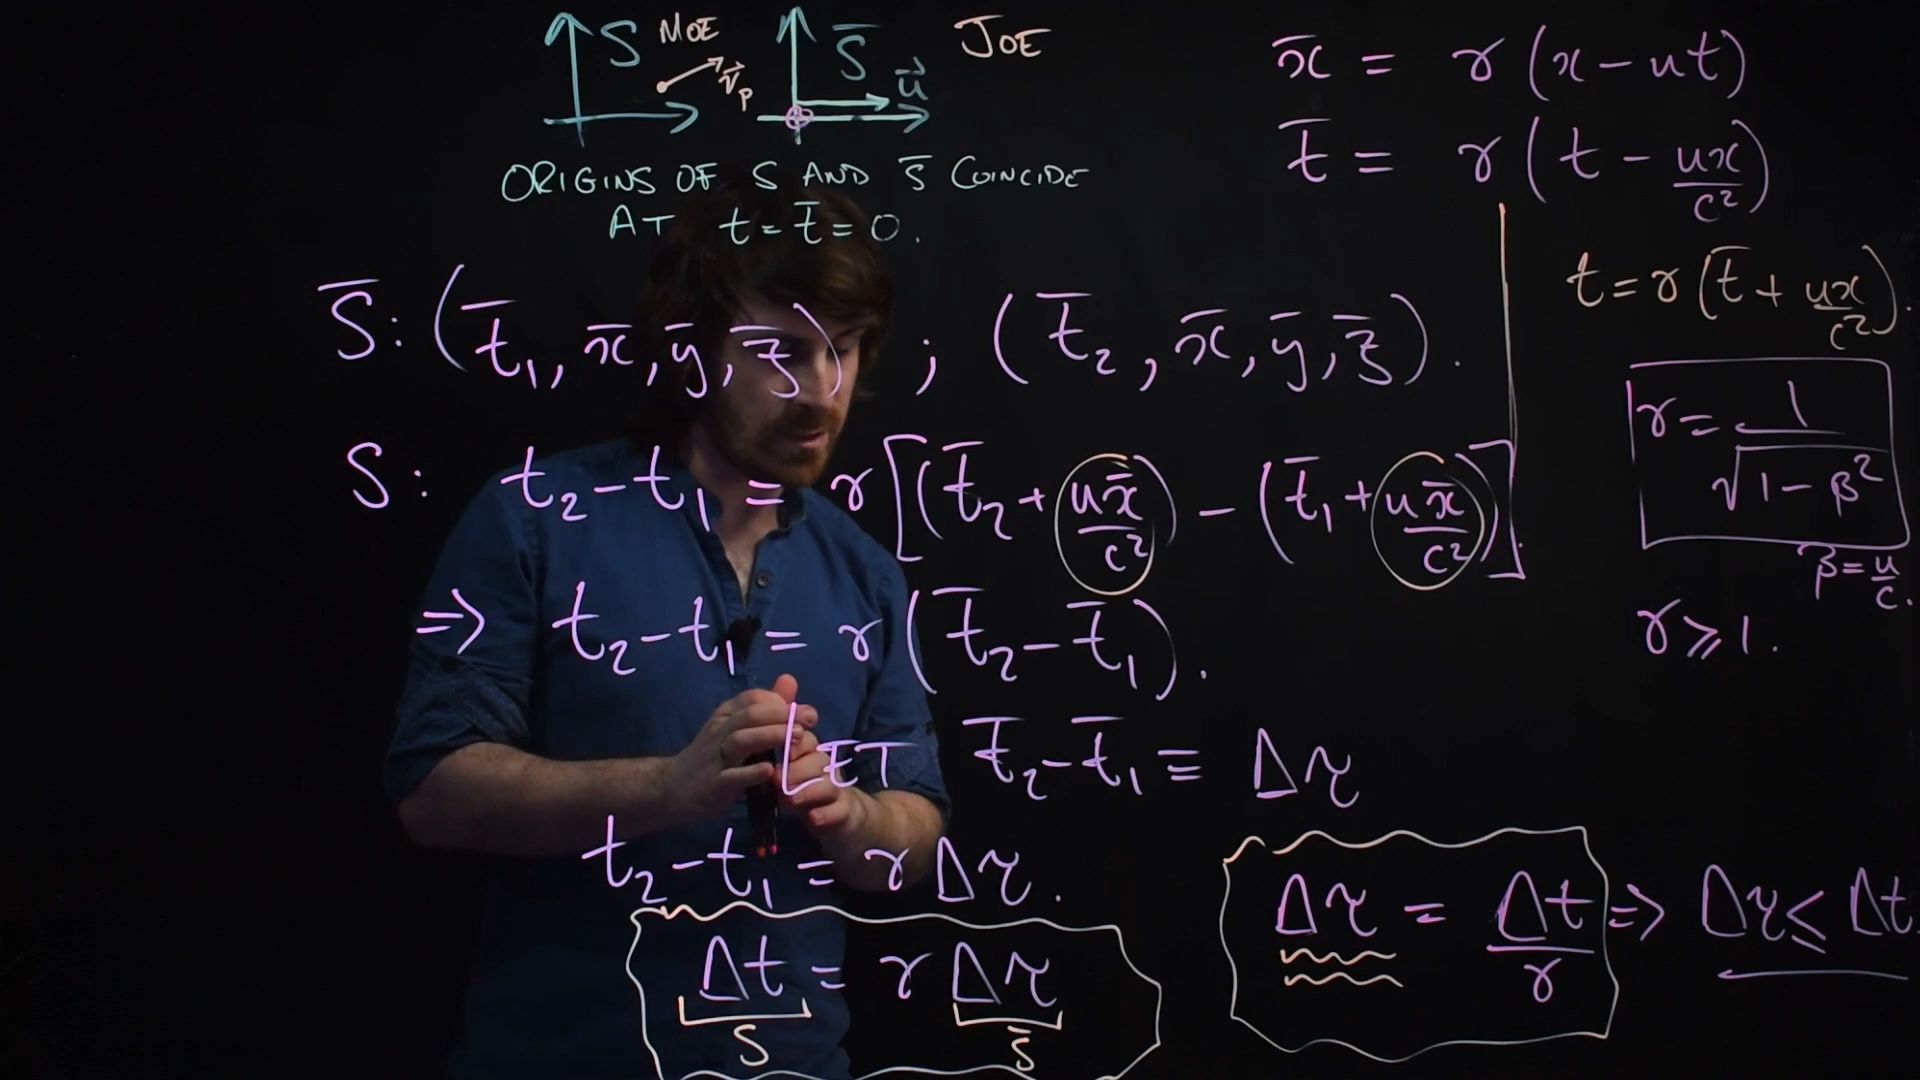 S MOE S̄ JOE
v⃗ₚ u⃗
ORIGINS OF S AND S̄ COINCIDE
AT t = t̄ = 0.
x̄ = γ(x - ut)
t̄ = γ(t - ux/c²)
t = γ(t̄ + ux̄/c²).
γ = 1/√(1 - β²)
β = u/c.
γ ⩾ 1.
S̄: (t̄₁, x̄, ȳ, z̄) ; (t̄₂, x̄, ȳ, z̄).
S: t₂ - t₁ = γ[(t̄₂ + ux̄/c²) - (t̄₁ + ux̄/c²)].
⇒ t₂ - t₁ = γ(t̄₂ - t̄₁).
LET t̄₂ - t̄₁ ≡ Δτ
t₂ - t₁ = γΔτ.
Δt = γΔτ
S S̄
Δτ = Δt/γ ⇒ Δτ ≤ Δt.